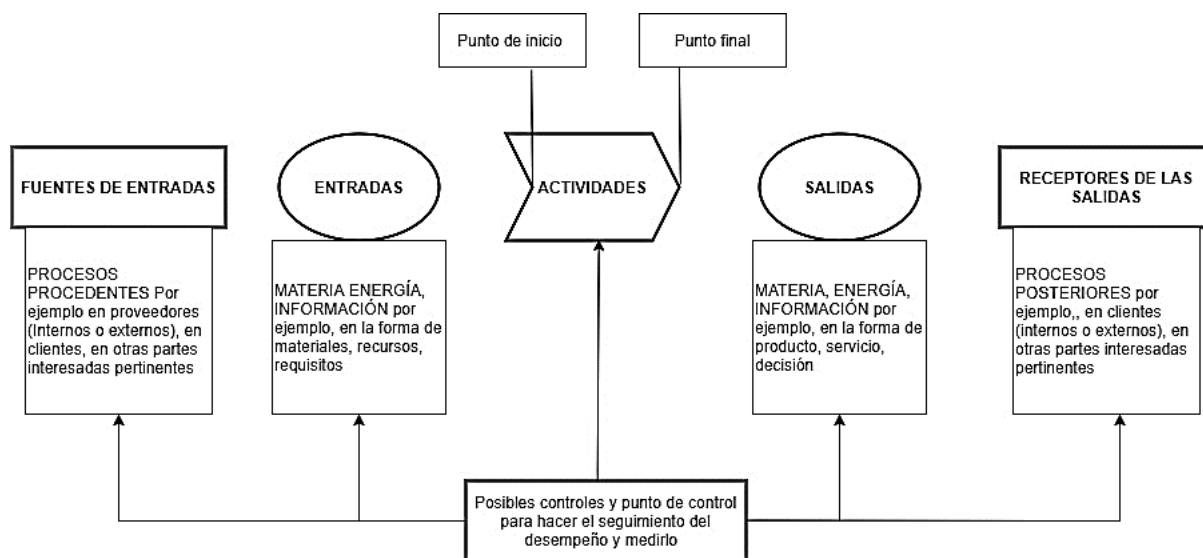 Punto de inicio
Punto final
FUENTES DE ENTRADAS
ENTRADAS
ACTIVIDADES
SALIDAS
RECEPTORES DE LAS
SALIDAS
PROCESOS
PROCEDENTES Por
ejemplo en proveedores
(Internos o externos), en
clientes, en otras partes
interesadas pertinentes
MATERIA ENERGÍA,
INFORMACIÓN por
ejemplo, en la forma de
materiales, recursos,
requisitos
MATERIA, ENERGÍA,
INFORMACIÓN por
ejemplo, en la forma de
producto, servicio,
decisión
PROCESOS
POSTERIORES por
ejemplo,, en clientes
(internos o externos), en
otras partes interesadas
pertinentes
Posibles controles y punto de control
para hacer el seguimiento del
desempeño y medirlo